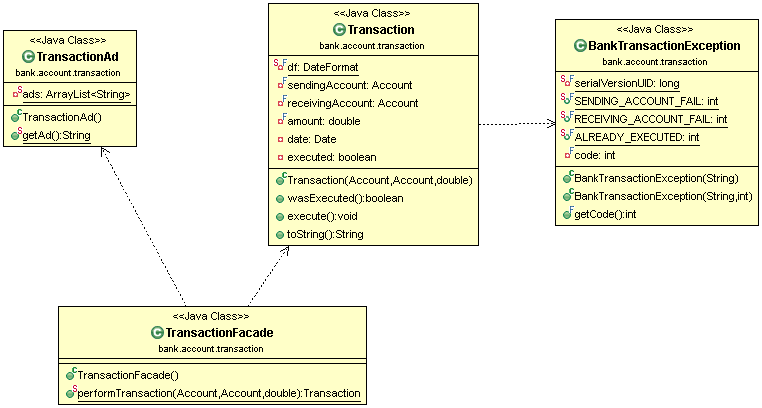 <<Java Class>>
TransactionAd
bank.account.transaction
ads: ArrayList<String>
TransactionAd()
getAd():String
<<Java Class>>
Transaction
bank.account.transaction
df: DateFormat
sendingAccount: Account
receivingAccount: Account
amount: double
date: Date
executed: boolean
Transaction(Account,Account,double)
wasExecuted():boolean
execute():void
toString():String
<<Java Class>>
BankTransactionException
bank.account.transaction
serialVersionUID: long
SENDING_ACCOUNT_FAIL: int
RECEIVING_ACCOUNT_FAIL: int
ALREADY_EXECUTED: int
code: int
BankTransactionException(String)
BankTransactionException(String,int)
getCode():int
<<Java Class>>
TransactionFacade
bank.account.transaction
TransactionFacade()
performTransaction(Account,Account,double):Transaction